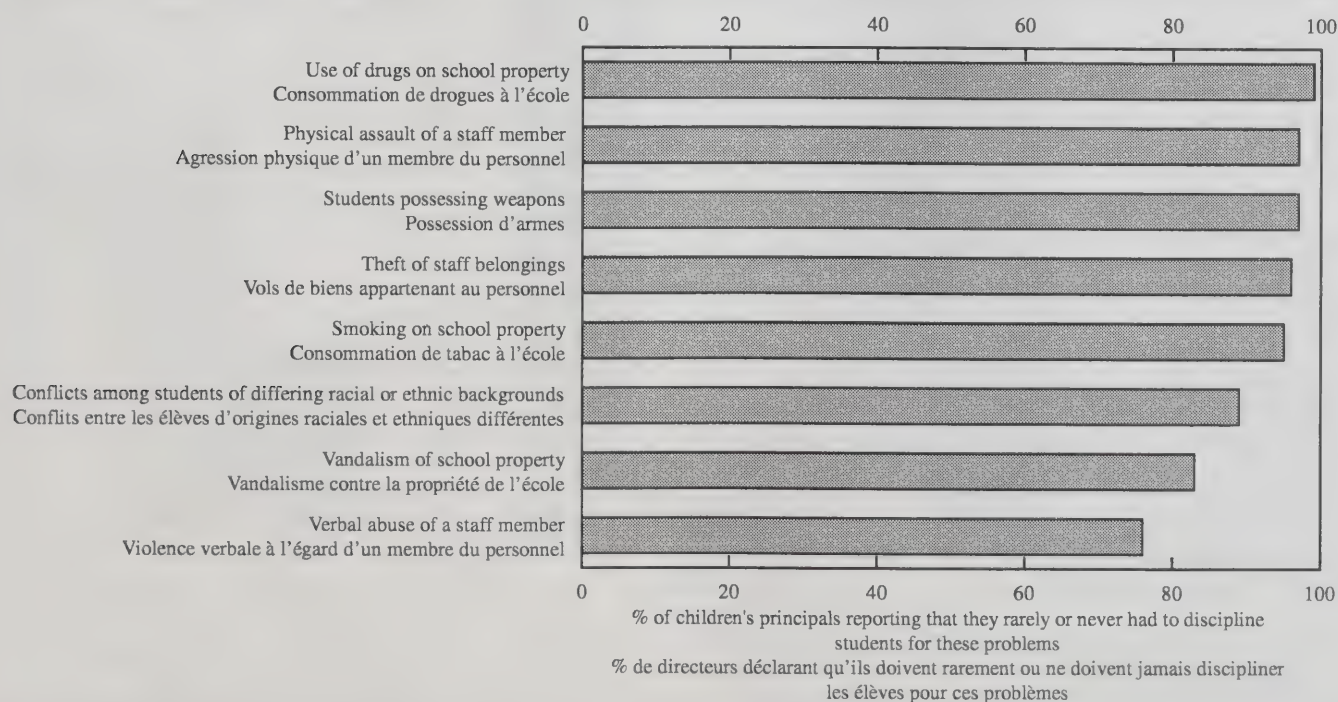 0 20 40 60 80 100
Use of drugs on school property
Consommation de drogues à l'école
Physical assault of a staff member
Agression physique d'un membre du personnel
Students possessing weapons
Possession d'armes
Theft of staff belongings
Vols de biens appartenant au personnel
Smoking on school property
Consommation de tabac à l'école
Conflicts among students of differing racial or ethnic backgrounds
Conflits entre les élèves d'origines raciales et ethniques différentes
Vandalism of school property
Vandalisme contre la propriété de l'école
Verbal abuse of a staff member
Violence verbale à l'égard d'un membre du personnel
0 20 40 60 80 100
% of children's principals reporting that they rarely or never had to discipline
students for these problems
% de directeurs déclarant qu'ils doivent rarement ou ne doivent jamais discipliner
les élèves pour ces problèmes